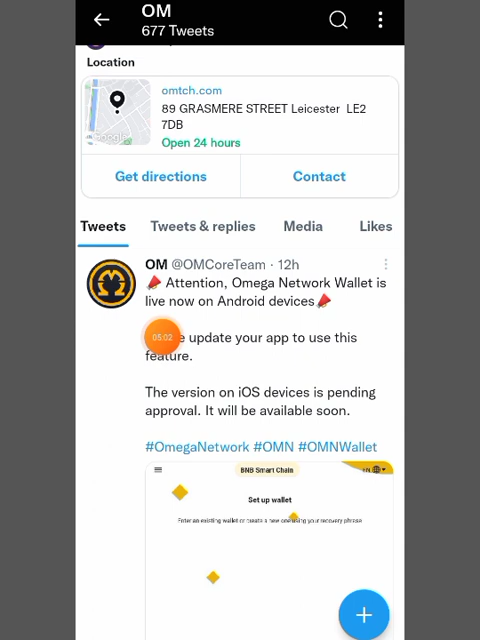 OM
677 Tweets
Location
omtch.com
89 GRASMERE STREET Leicester LE2
7DB
Open 24 hours
Google
Get directions
Contact
Tweets
Tweets & replies
Media
Likes
OM @OMCoreTeam · 12h
📣 Attention, Omega Network Wallet is
live now on Android devices📣
05:02
e update your app to use this
feature.
The version on iOS devices is pending
approval. It will be available soon.
#OmegaNetwork #OMN #OMNWallet
BNB Smart Chain
EN
Set up wallet
Enter an existing wallet or create a new one using your recovery phrase